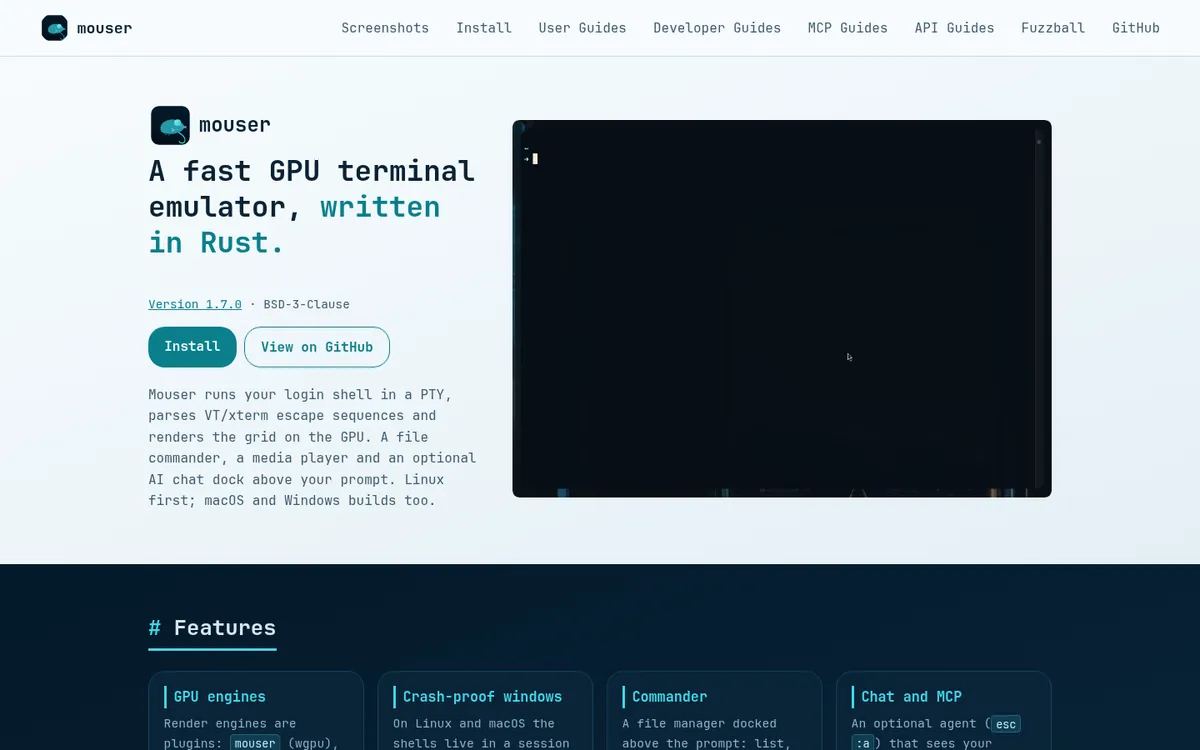 mouser
Screenshots Install User Guides Developer Guides MCP Guides API Guides Fuzzball GitHub
mouser
A fast GPU terminal
emulator, written
in Rust.
Version 1.7.0 · BSD-3-Clause
Install View on GitHub
Mouser runs your login shell in a PTY,
parses VT/xterm escape sequences and
renders the grid on the GPU. A file
commander, a media player and an optional
AI chat dock above your prompt. Linux
first; macOS and Windows builds too.
~
# Features
GPU engines
Render engines are
plugins: mouser (wgpu),
Crash-proof windows
On Linux and macOS the
shells live in a session
Commander
A file manager docked
above the prompt: list,
Chat and MCP
An optional agent (esc
:a) that sees your